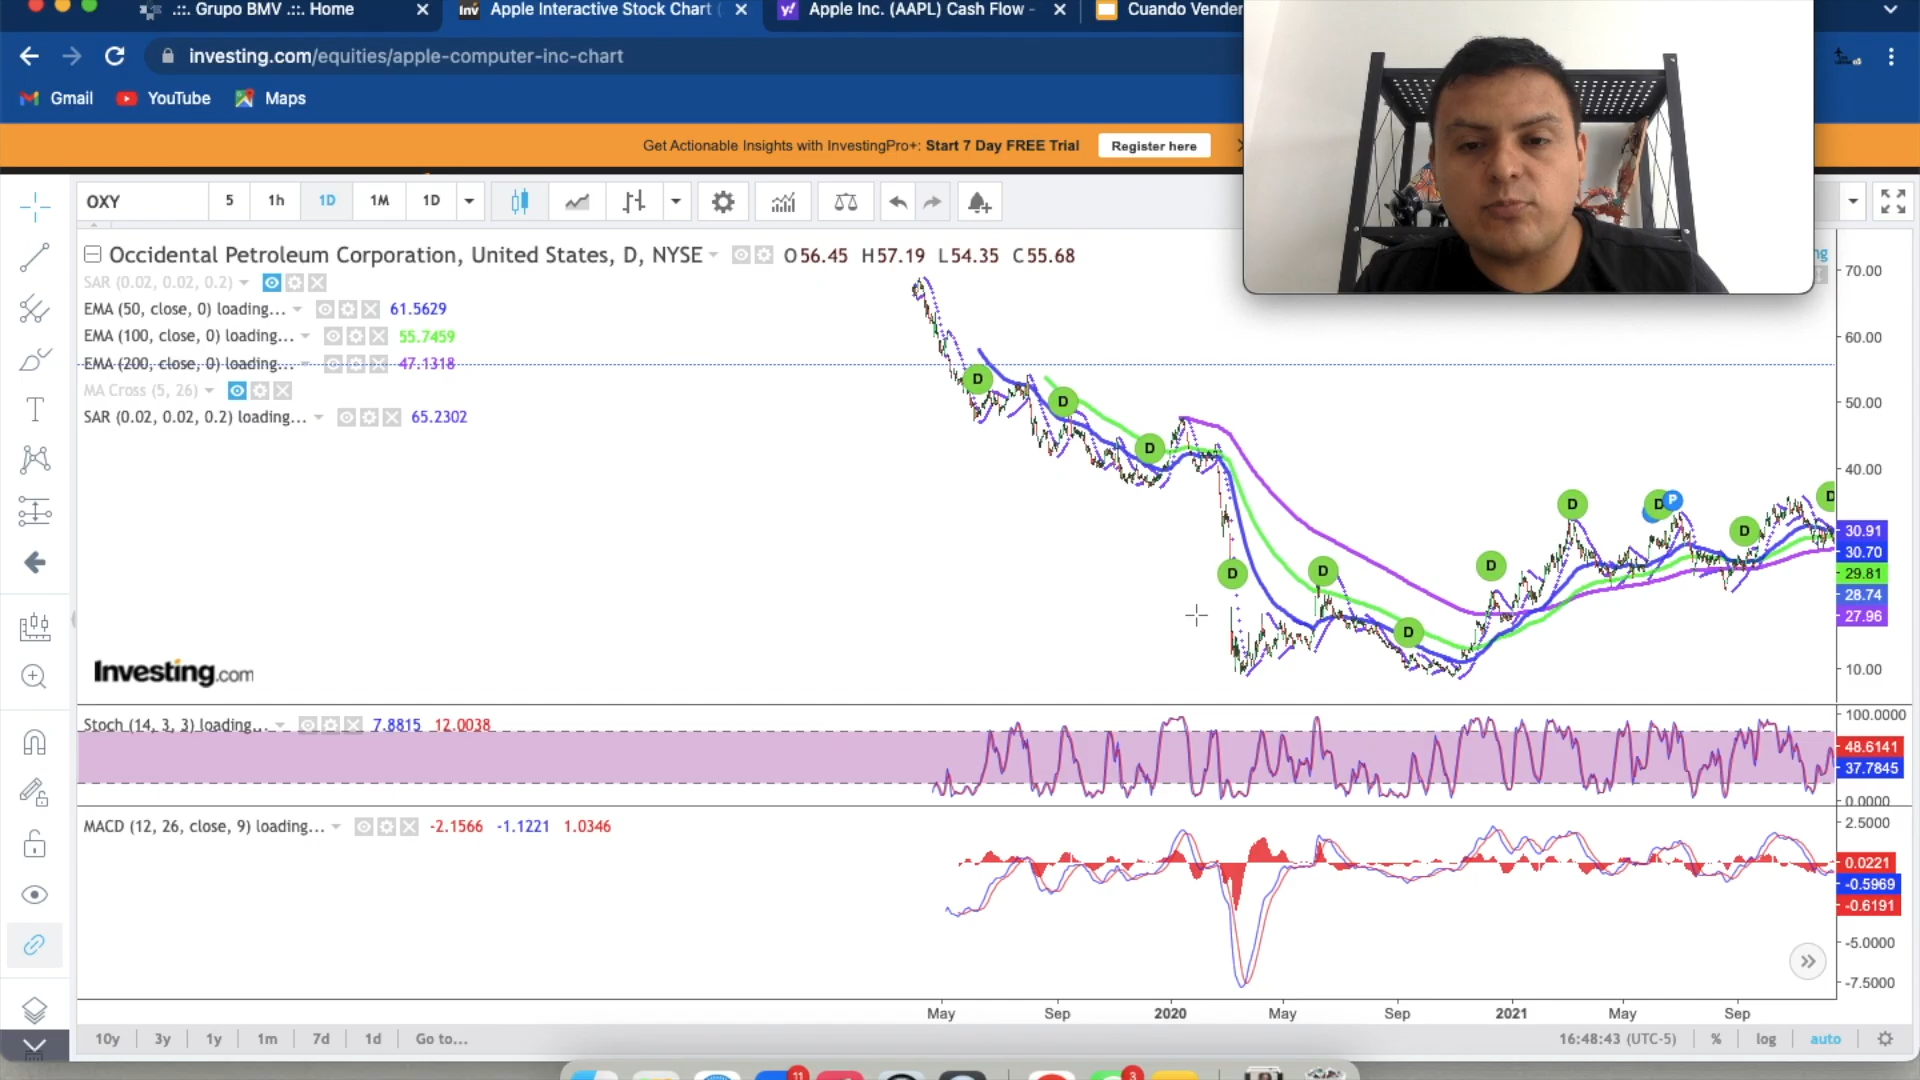 .::. Grupo BMV .::. Home
Apple Interactive Stock Chart (
Apple Inc. (AAPL) Cash Flow -
Cuando Vender
investing.com/equities/apple-computer-inc-chart
Gmail YouTube Maps
Get Actionable Insights with InvestingPro+: Start 7 Day FREE Trial Register here
OXY 5 1h 1D 1M 1D
Occidental Petroleum Corporation, United States, D, NYSE O56.45 H57.19 L54.35 C55.68
SAR (0.02, 0.02, 0.2)
EMA (50, close, 0) loading... 61.5629
EMA (100, close, 0) loading... 55.7459
EMA (200, close, 0) loading... 47.1318
MA Cross (5, 26)
SAR (0.02, 0.02, 0.2) loading... 65.2302
ng
70.00
60.00
50.00
40.00
30.91
30.70
29.81
28.74
27.96
10.00
D
D
D
D
D
D
D
D
D P
D
D
Investing.com
Stoch (14, 3, 3) loading... 7.8815 12.0038
100.0000
48.6141
37.7845
0.0000
MACD (12, 26, close, 9) loading... -2.1566 -1.1221 1.0346
2.5000
0.0221
-0.5969
-0.6191
-5.0000
-7.5000
May Sep 2020 May Sep 2021 May Sep
10y 3y 1y 1m 7d 1d Go to... 16:48:43 (UTC-5) % log auto
11 3